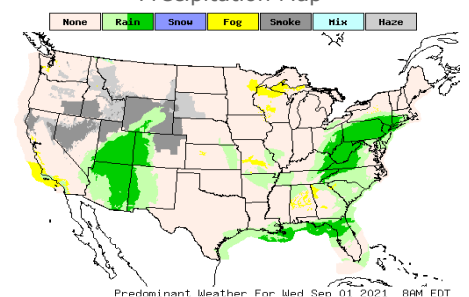 Precipitation Map
None Rain Snow Fog Smoke Mix Haze
Predominant Weather For Wed Sep 01 2021 8AM EDT